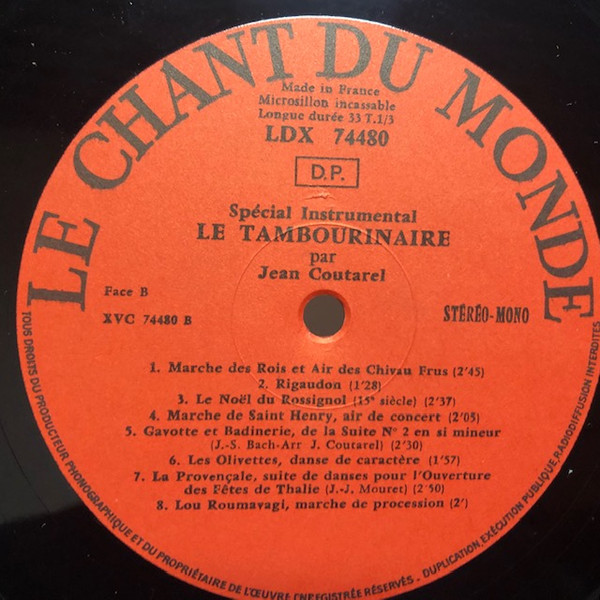 LE CHANT DU MONDE
Made in France
Microsillon incassable
Longue durée 33 T.1/3
LDX 74480
D.P.
Spécial Instrumental
LE TAMBOURINAIRE
par
Jean Coutarel
Face B
XVC 74480 B
STÉRÉO-MONO
1. Marche des Rois et Air des Chivau Frus (2'45)
2. Rigaudon (1'28)
3. Le Noël du Rossignol (15e siècle) (2'37)
4. Marche de Saint Henry, air de concert (2'05)
5. Gavotte et Badinerie, de la Suite N° 2 en si mineur
(J.-S. Bach-Arr J. Coutarel) (2'30)
6. Les Olivettes, danse de caractère (1'57)
7. La Provençale, suite de danses pour l'Ouverture
des Fêtes de Thalie (J.-J. Mouret) (2'50)
8. Lou Roumavagi, marche de procession (2')
TOUS DROITS DU PRODUCTEUR PHONOGRAPHIQUE ET DU PROPRIÉTAIRE DE L'ŒUVRE ENREGISTRÉE RÉSERVÉS - DUPLICATION, EXÉCUTION PUBLIQUE, RADIODIFFUSION INTERDITES